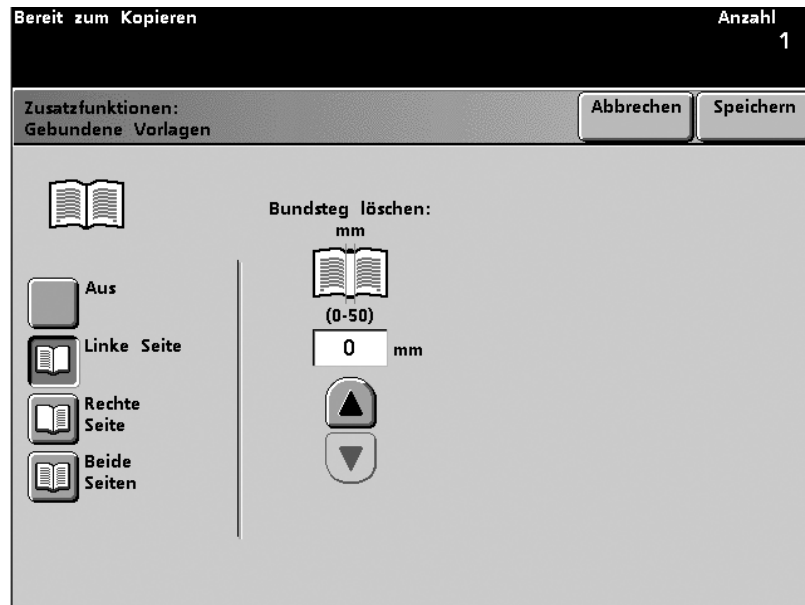 Bereit zum Kopieren
Anzahl
1
Zusatzfunktionen:
Gebundene Vorlagen
Abbrechen
Speichern
Bundsteg löschen:
mm
(0-50)
0 mm
Aus
Linke Seite
Rechte
Seite
Beide
Seiten